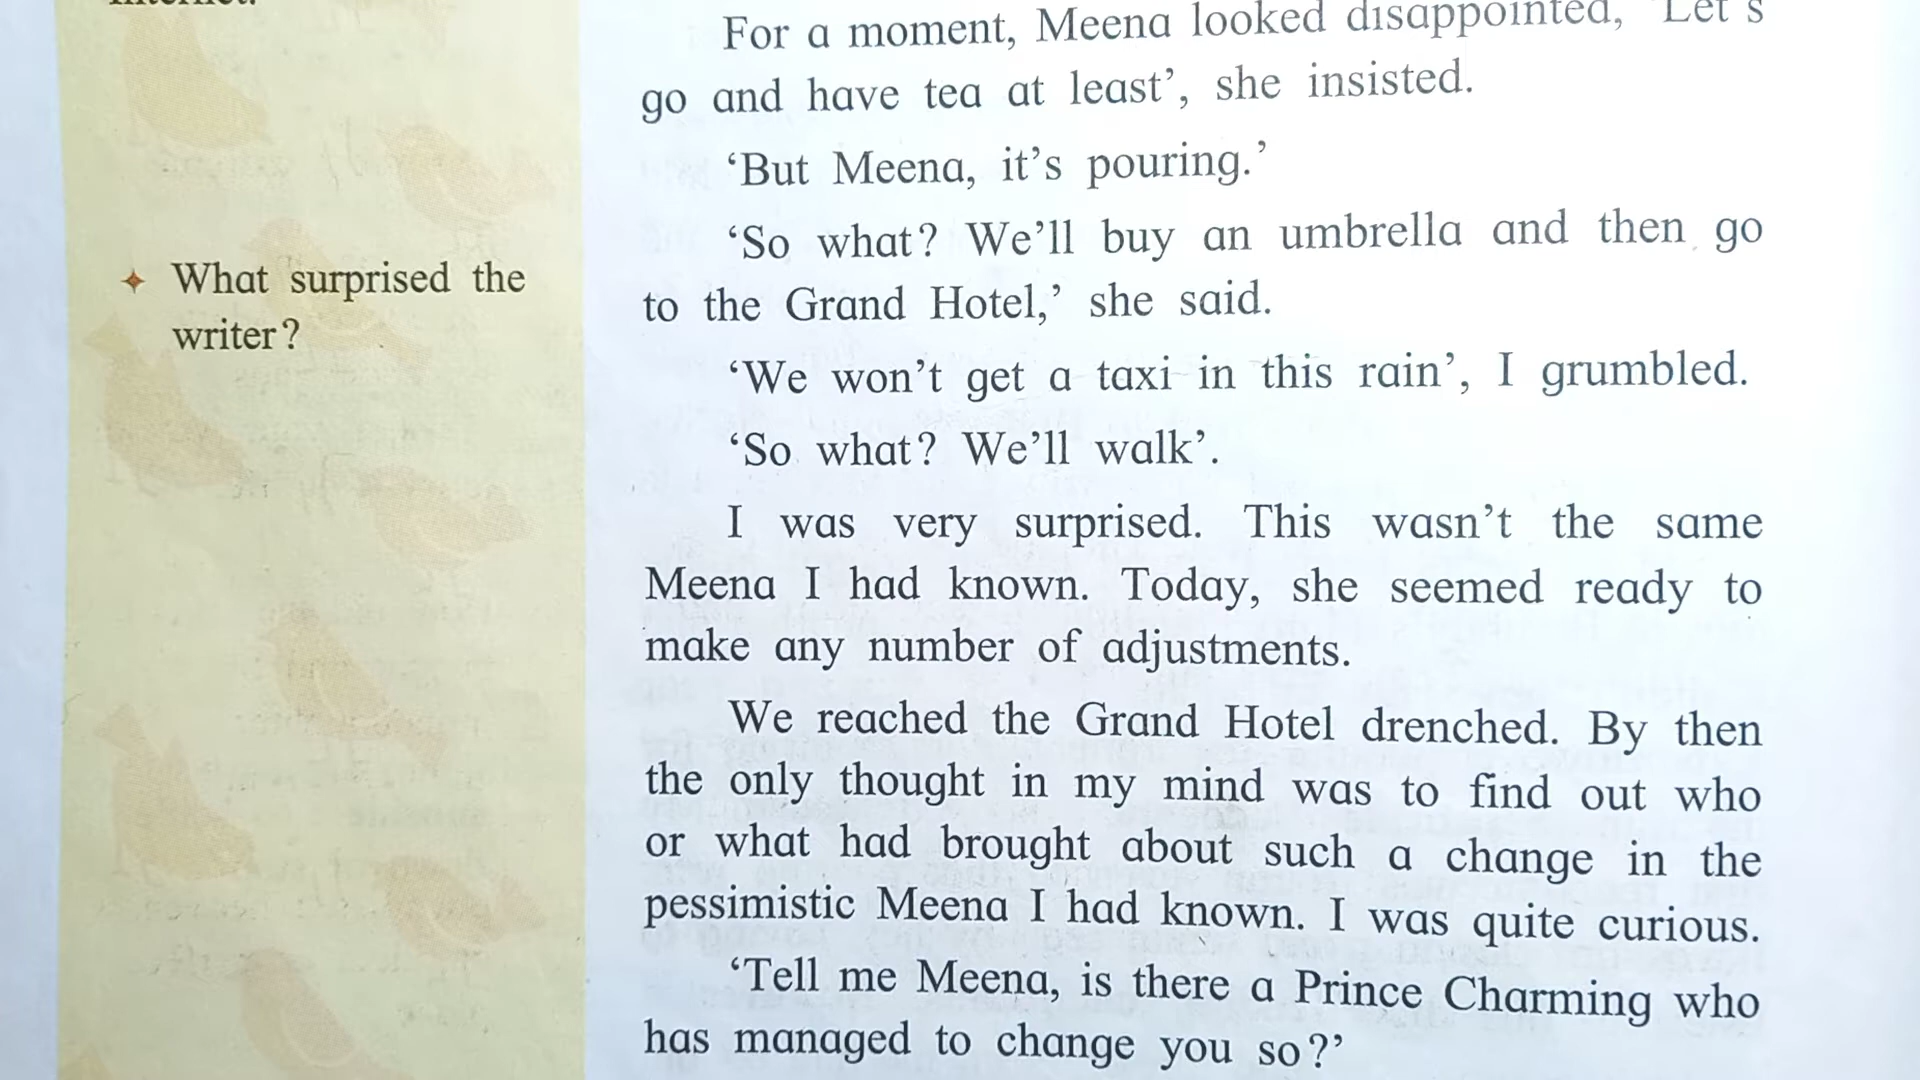 For a moment, Meena looked disappointed, ‘Let’s
go and have tea at least’, she insisted.
‘But Meena, it’s pouring.’
‘So what? We’ll buy an umbrella and then go
to the Grand Hotel,’ she said.
‘We won’t get a taxi in this rain’, I grumbled.
‘So what? We’ll walk’.
I was very surprised. This wasn’t the same
Meena I had known. Today, she seemed ready to
make any number of adjustments.
We reached the Grand Hotel drenched. By then
the only thought in my mind was to find out who
or what had brought about such a change in the
pessimistic Meena I had known. I was quite curious.
‘Tell me Meena, is there a Prince Charming who
has managed to change you so?’
What surprised the
writer?